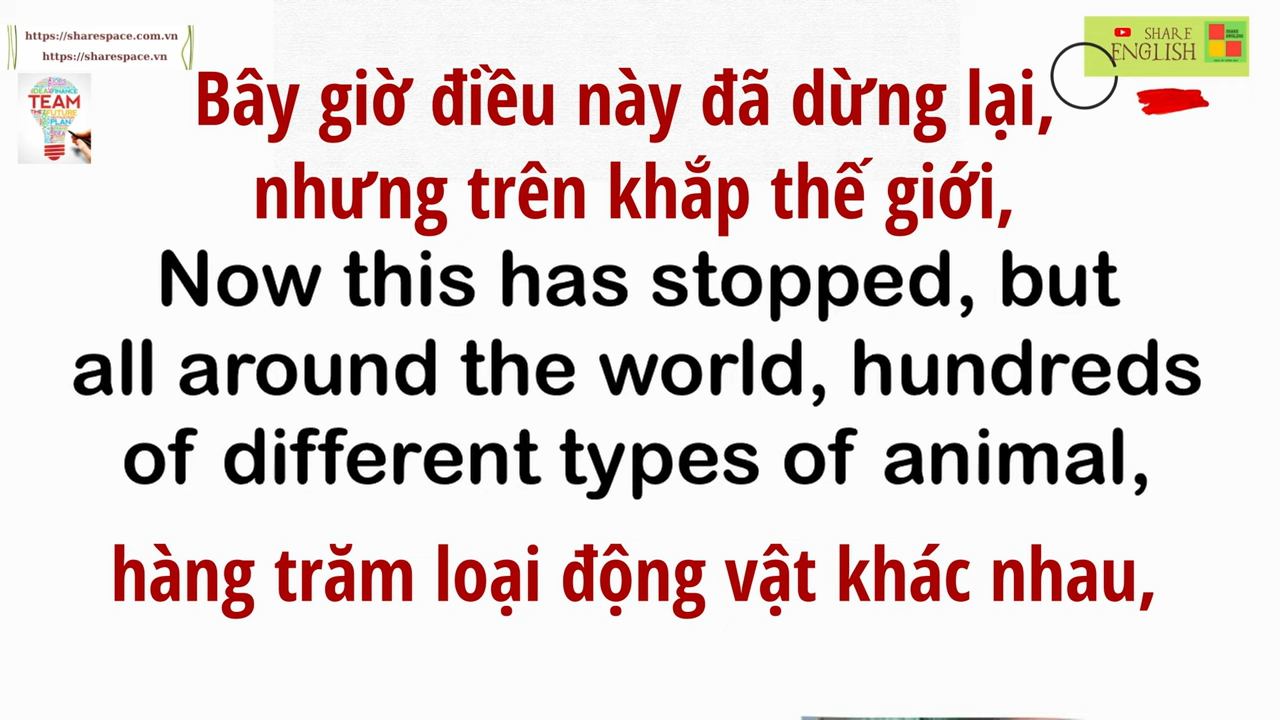 https://sharespace.com.vn
https://sharespace.vn
SHARE
ENGLISH
TEAM
PLAN
Bây giờ điều này đã dừng lại,
nhưng trên khắp thế giới,
Now this has stopped, but
all around the world, hundreds
of different types of animal,
hàng trăm loại động vật khác nhau,